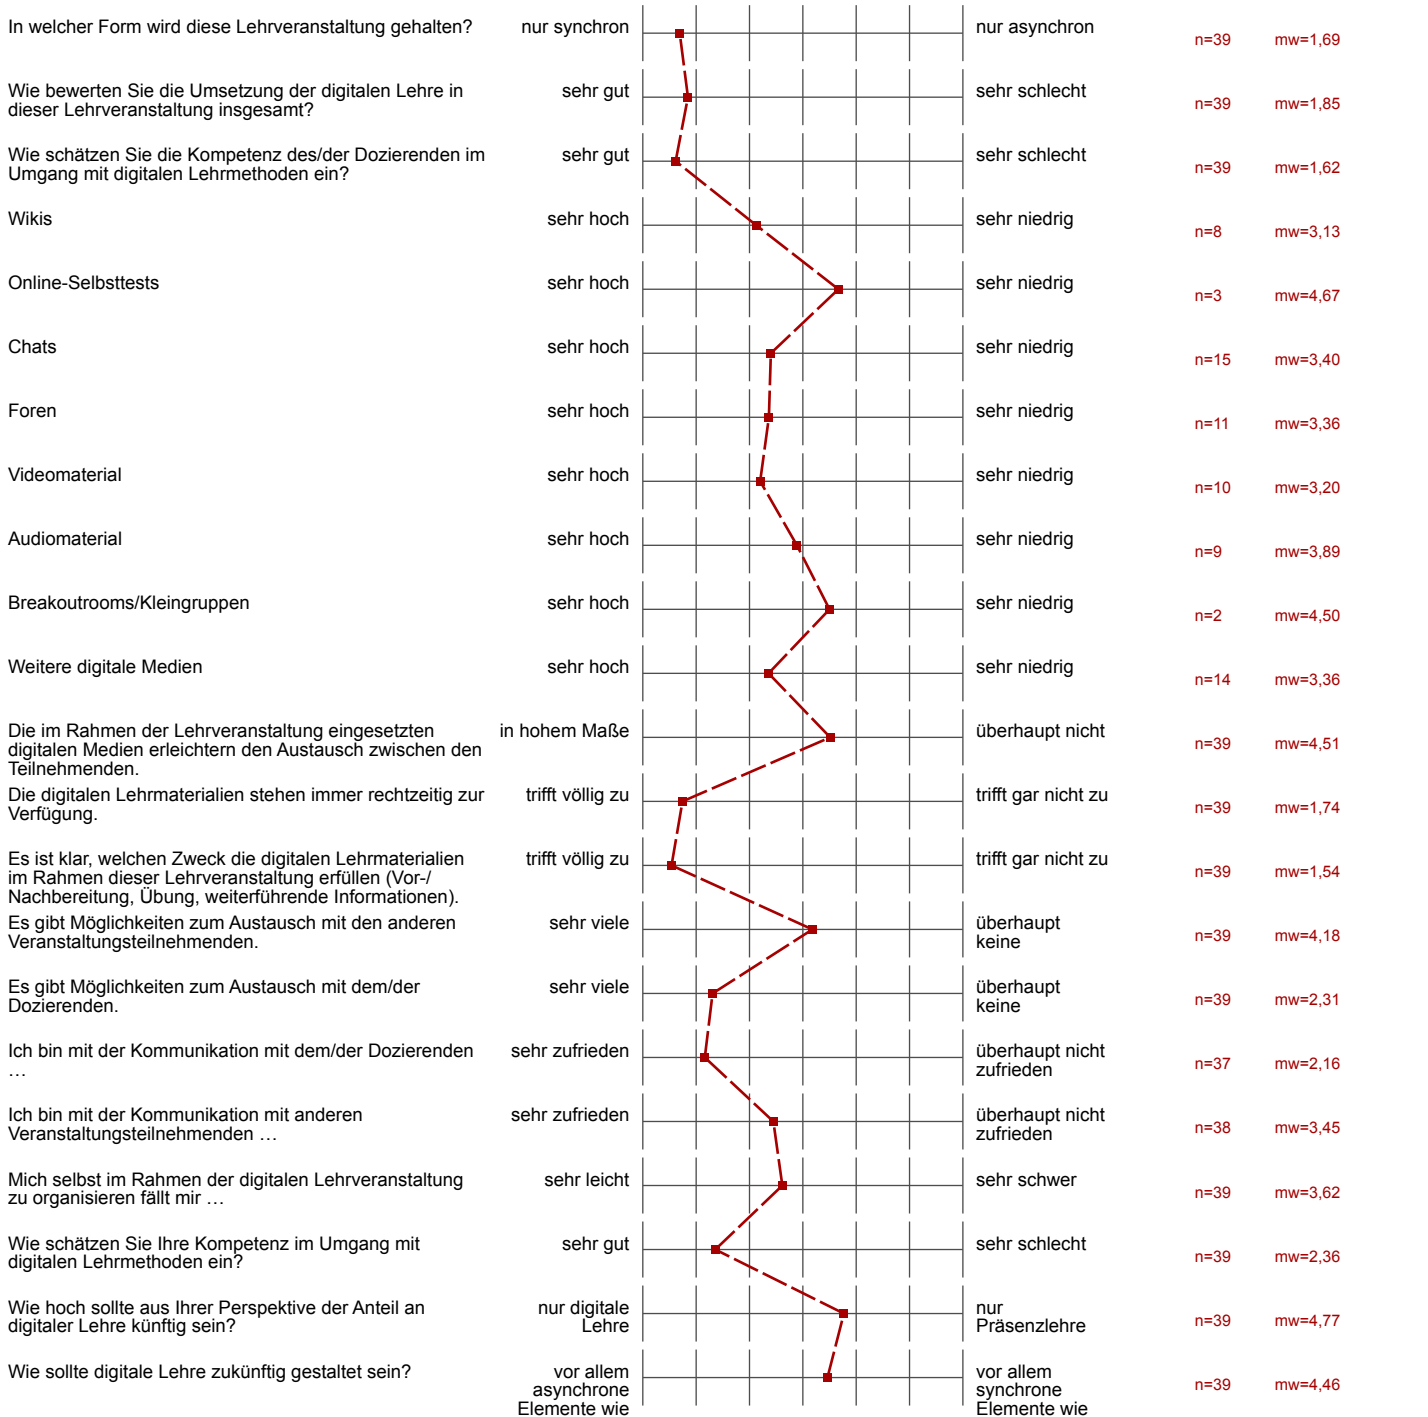 In welcher Form wird diese Lehrveranstaltung gehalten? nur synchron nur asynchron n=39 mw=1,69
Wie bewerten Sie die Umsetzung der digitalen Lehre in
dieser Lehrveranstaltung insgesamt?
sehr gut sehr schlecht n=39 mw=1,85
Wie schätzen Sie die Kompetenz des/der Dozierenden im
Umgang mit digitalen Lehrmethoden ein?
sehr gut sehr schlecht n=39 mw=1,62
Wikis sehr hoch sehr niedrig n=8 mw=3,13
Online-Selbsttests sehr hoch sehr niedrig n=3 mw=4,67
Chats sehr hoch sehr niedrig n=15 mw=3,40
Foren sehr hoch sehr niedrig n=11 mw=3,36
Videomaterial sehr hoch sehr niedrig n=10 mw=3,20
Audiomaterial sehr hoch sehr niedrig n=9 mw=3,89
Breakoutrooms/Kleingruppen sehr hoch sehr niedrig n=2 mw=4,50
Weitere digitale Medien sehr hoch sehr niedrig n=14 mw=3,36
Die im Rahmen der Lehrveranstaltung eingesetzten
digitalen Medien erleichtern den Austausch zwischen den
Teilnehmenden.
in hohem Maße überhaupt nicht n=39 mw=4,51
Die digitalen Lehrmaterialien stehen immer rechtzeitig zur
Verfügung.
trifft völlig zu trifft gar nicht zu n=39 mw=1,74
Es ist klar, welchen Zweck die digitalen Lehrmaterialien
im Rahmen dieser Lehrveranstaltung erfüllen (Vor-/
Nachbereitung, Übung, weiterführende Informationen).
trifft völlig zu trifft gar nicht zu n=39 mw=1,54
Es gibt Möglichkeiten zum Austausch mit den anderen
Veranstaltungsteilnehmenden.
sehr viele
überhaupt
keine
n=39 mw=4,18
Es gibt Möglichkeiten zum Austausch mit dem/der
Dozierenden.
sehr viele
überhaupt
keine
n=39 mw=2,31
Ich bin mit der Kommunikation mit dem/der Dozierenden
…
sehr zufrieden
überhaupt nicht
zufrieden
n=37 mw=2,16
Ich bin mit der Kommunikation mit anderen
Veranstaltungsteilnehmenden …
sehr zufrieden
überhaupt nicht
zufrieden
n=38 mw=3,45
Mich selbst im Rahmen der digitalen Lehrveranstaltung
zu organisieren fällt mir …
sehr leicht sehr schwer n=39 mw=3,62
Wie schätzen Sie Ihre Kompetenz im Umgang mit
digitalen Lehrmethoden ein?
sehr gut sehr schlecht n=39 mw=2,36
Wie hoch sollte aus Ihrer Perspektive der Anteil an
digitaler Lehre künftig sein?
nur digitale
Lehre
nur
Präsenzlehre
n=39 mw=4,77
Wie sollte digitale Lehre zukünftig gestaltet sein?
vor allem
asynchrone
Elemente wie
vor allem
synchrone
Elemente wie
n=39 mw=4,46